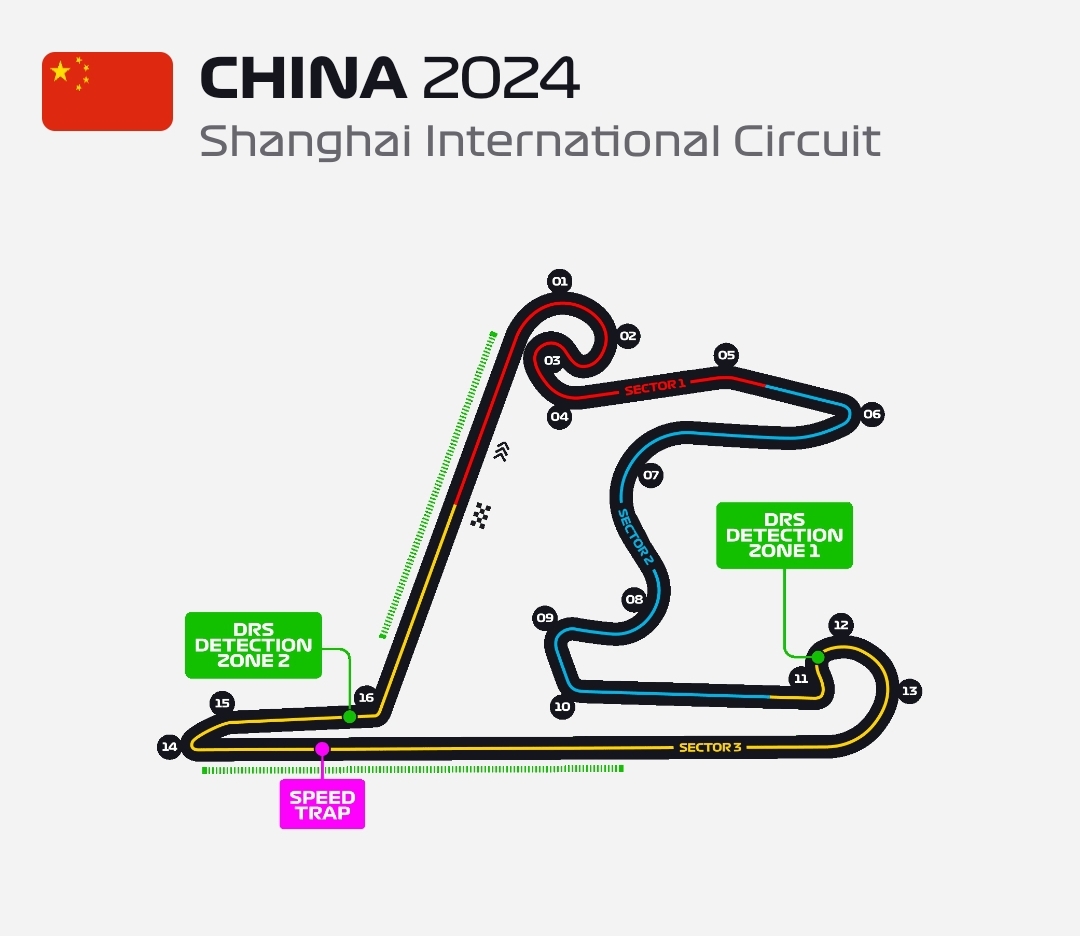 CHINA 2024
Shanghai International Circuit
01
02
03
04
SECTOR 1
05
06
07
SECTOR 2
DRS
DETECTION
ZONE 1
08
09
10
11
12
13
DRS
DETECTION
ZONE 2
16
15
14
SECTOR 3
SPEED
TRAP